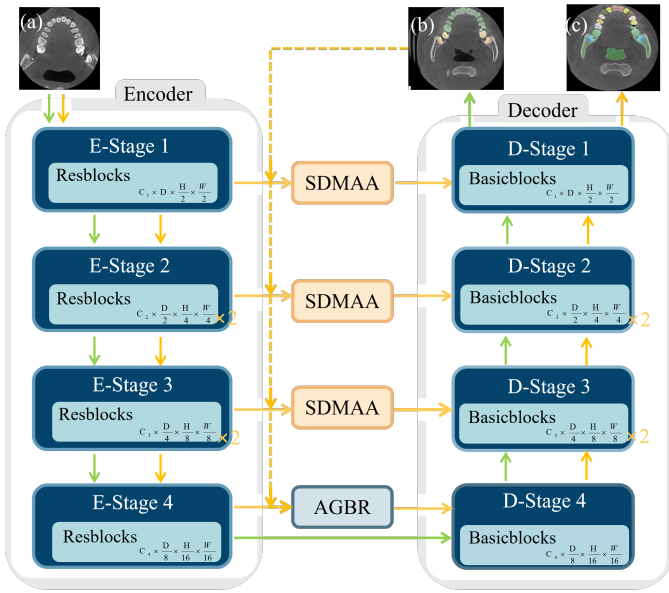 (a)
(b)
(c)
Encoder
Decoder
E-Stage 1
Resblocks
C₁ × D × H/2 × W/2
SDMAA
D-Stage 1
Basicblocks
C₁ × D × H/2 × W/2
E-Stage 2
Resblocks
C₂ × D/2 × H/4 × W/4
×2
SDMAA
D-Stage 2
Basicblocks
C₂ × D/2 × H/4 × W/4
×2
E-Stage 3
Resblocks
C₃ × D/4 × H/8 × W/8
×2
SDMAA
D-Stage 3
Basicblocks
C₃ × D/4 × H/8 × W/8
×2
E-Stage 4
Resblocks
C₄ × D/8 × H/16 × W/16
AGBR
D-Stage 4
Basicblocks
C₄ × D/8 × H/16 × W/16